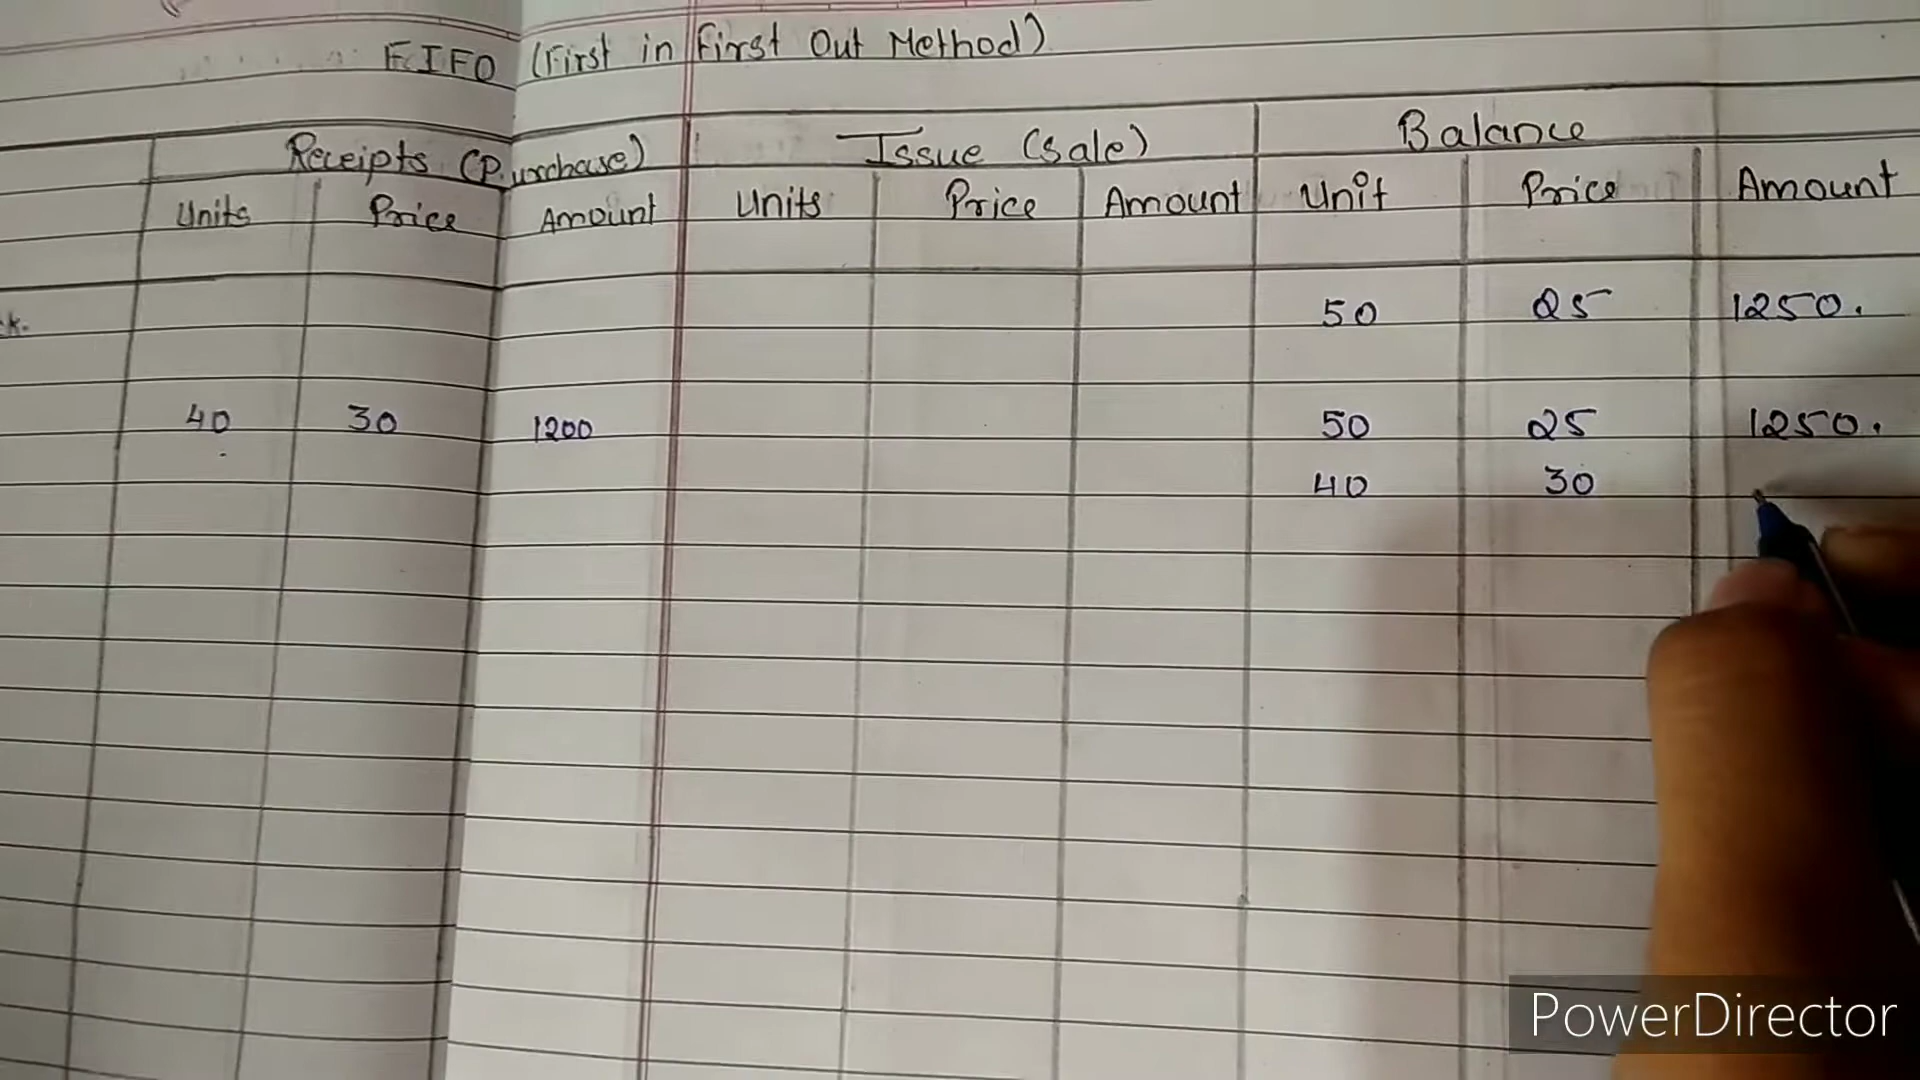 FIFO (First in First Out Method)
Receipts (Purchase) Issue (Sale) Balance
Units Price Amount Units Price Amount Unit Price Amount
50 25 1250.
40 30 1200 50 25 1250.
40 30
PowerDirector